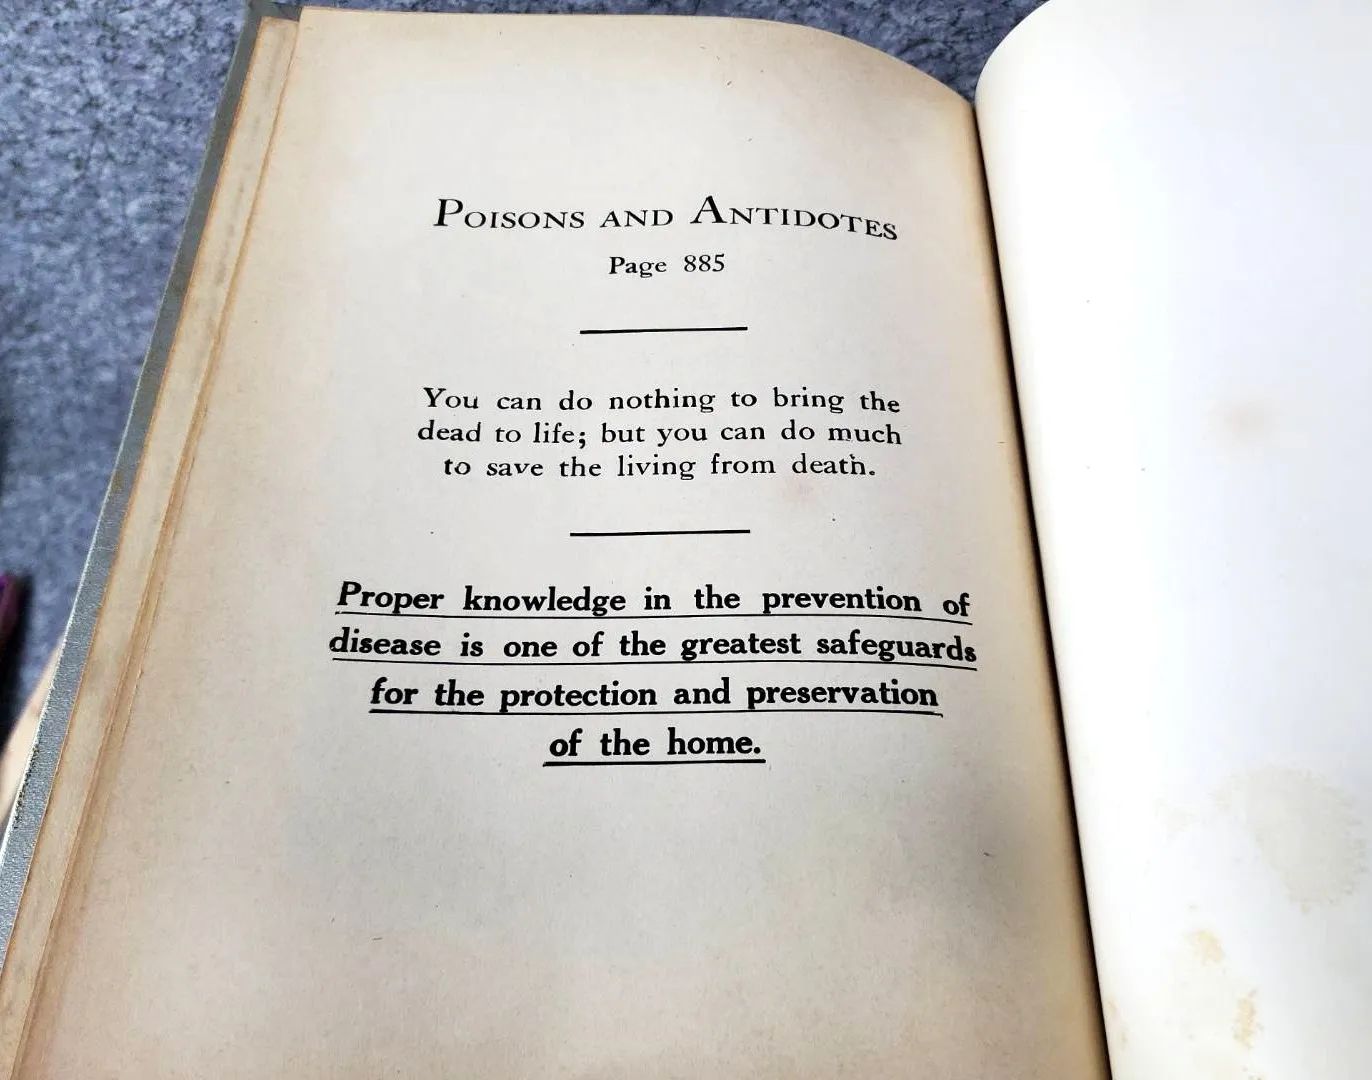 Poisons and Antidotes
Page 885
You can do nothing to bring the
dead to life; but you can do much
to save the living from death.
Proper knowledge in the prevention of
disease is one of the greatest safeguards
for the protection and preservation
of the home.